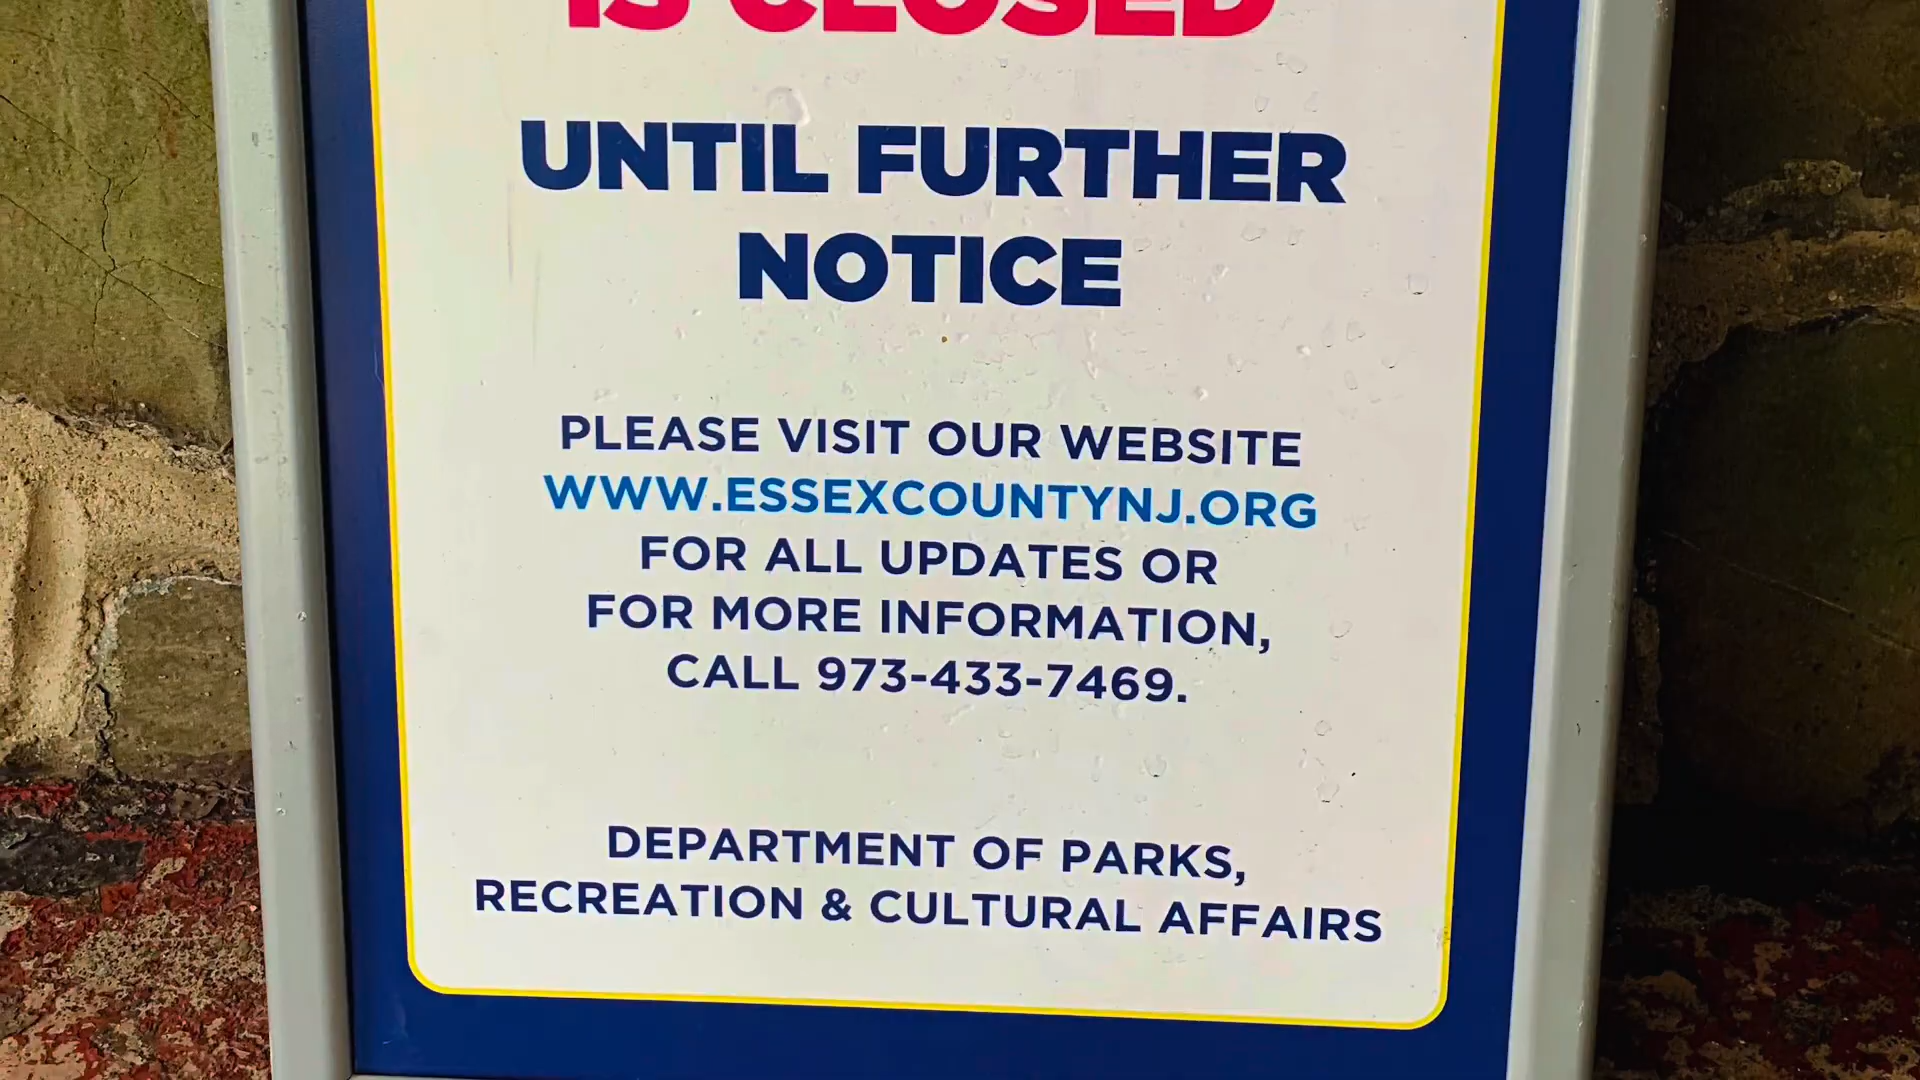 IS CLOSED
UNTIL FURTHER
NOTICE
PLEASE VISIT OUR WEBSITE
WWW.ESSEXCOUNTYNJ.ORG
FOR ALL UPDATES OR
FOR MORE INFORMATION,
CALL 973-433-7469.
DEPARTMENT OF PARKS,
RECREATION & CULTURAL AFFAIRS